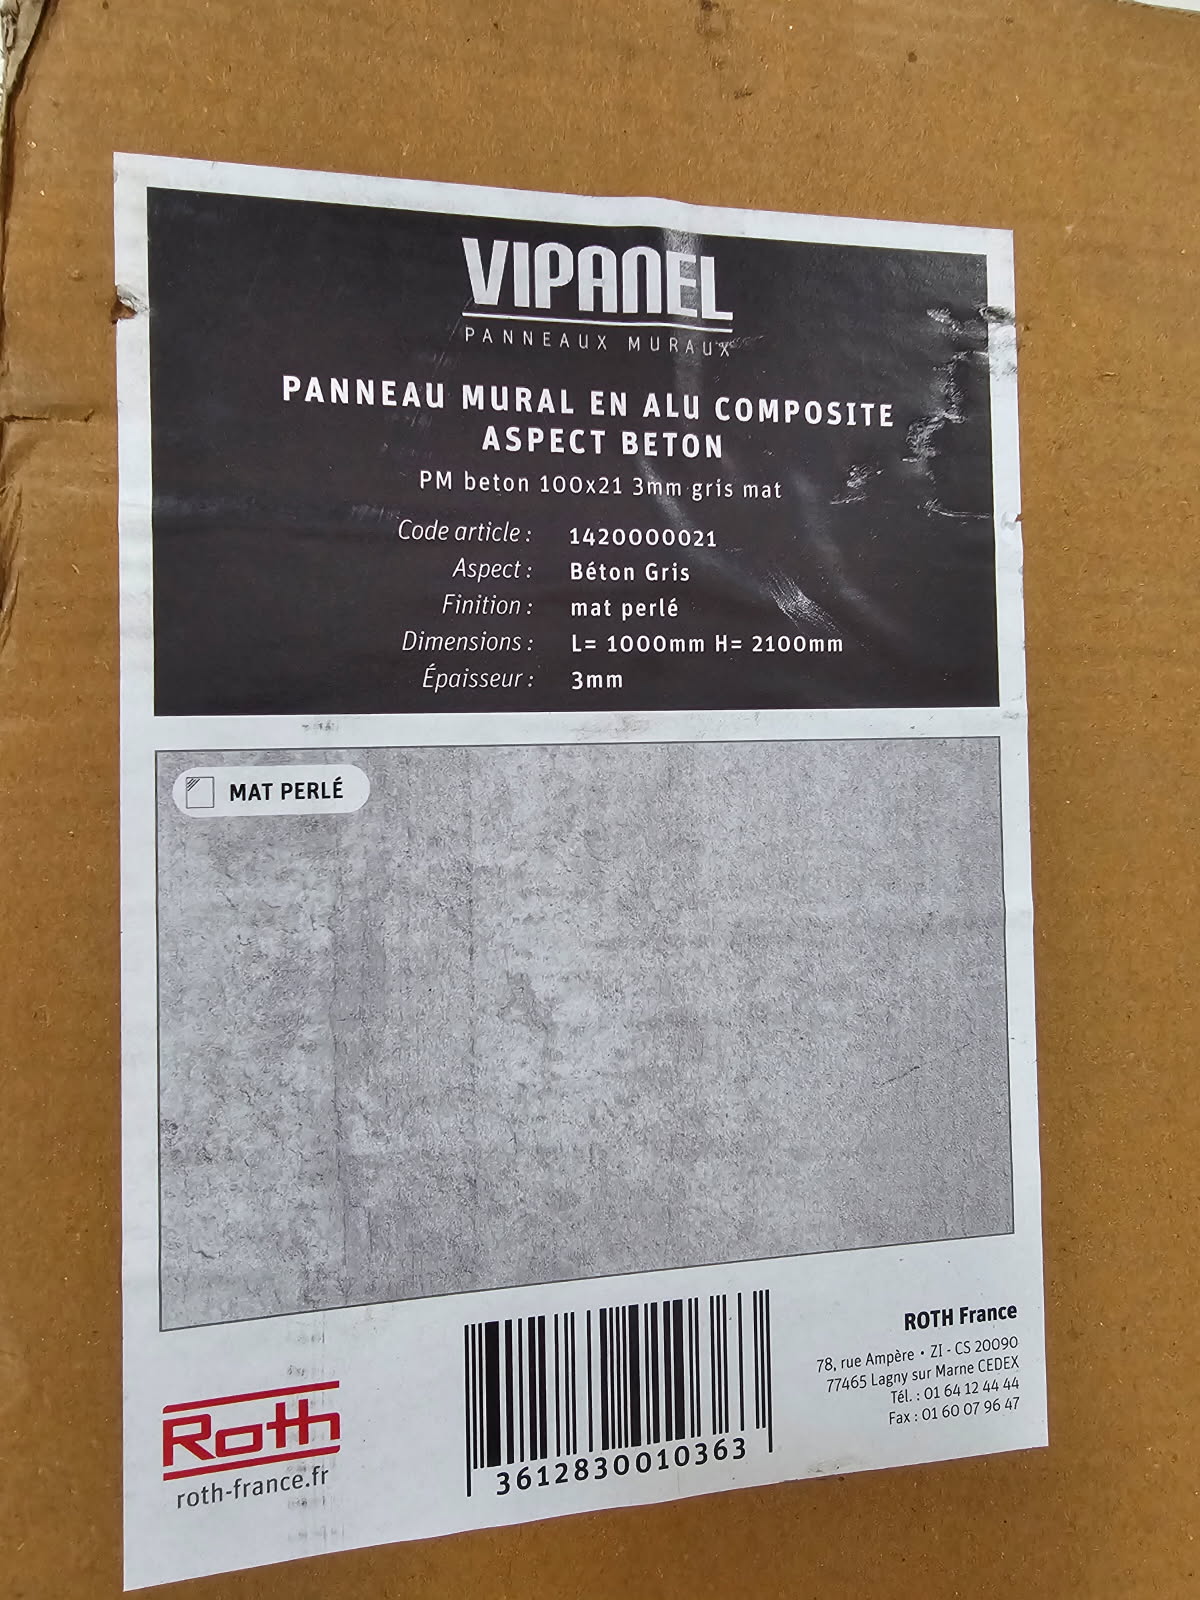 VIPANEL
PANNEAUX MURAUX
PANNEAU MURAL EN ALU COMPOSITE
ASPECT BETON
PM beton 100x21 3mm gris mat
Code article : 1420000021
Aspect : Béton Gris
Finition : mat perlé
Dimensions : L= 1000mm H= 2100mm
Épaisseur : 3mm
MAT PERLÉ
Roth
roth-france.fr
3612830010363
ROTH France
78, rue Ampère • ZI - CS 20090
77465 Lagny sur Marne CEDEX
Tél. : 01 64 12 44 44
Fax : 01 60 07 96 47